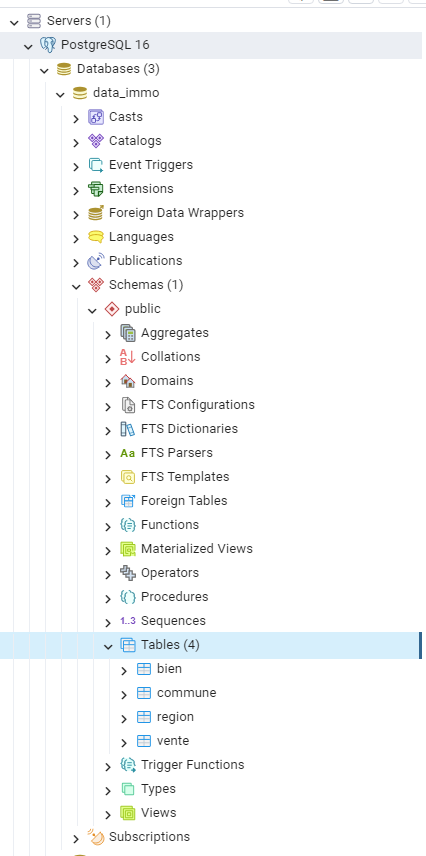 Servers (1)
PostgreSQL 16
Databases (3)
data_immo
Casts
Catalogs
Event Triggers
Extensions
Foreign Data Wrappers
Languages
Publications
Schemas (1)
public
Aggregates
Collations
Domains
FTS Configurations
FTS Dictionaries
FTS Parsers
FTS Templates
Foreign Tables
Functions
Materialized Views
Operators
Procedures
1..3 Sequences
Tables (4)
bien
commune
region
vente
Trigger Functions
Types
Views
Subscriptions